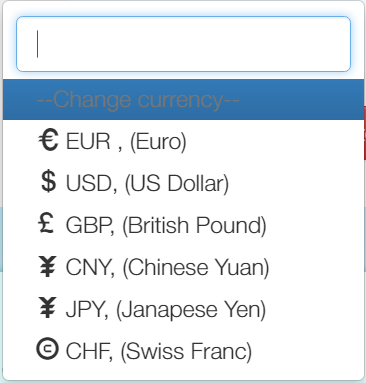 --Change currency--
€ EUR , (Euro)
$ USD, (US Dollar)
£ GBP, (British Pound)
¥ CNY, (Chinese Yuan)
¥ JPY, (Janapese Yen)
© CHF, (Swiss Franc)